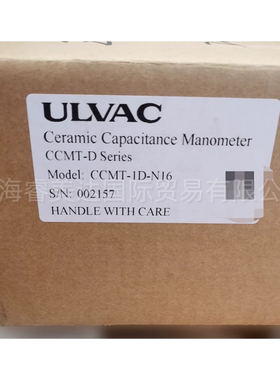 ULVAC
Ceramic Capacitance Manometer
CCMT-D Series
Model: CCMT-1D-N16
S/N: 002157
HANDLE WITH CARE